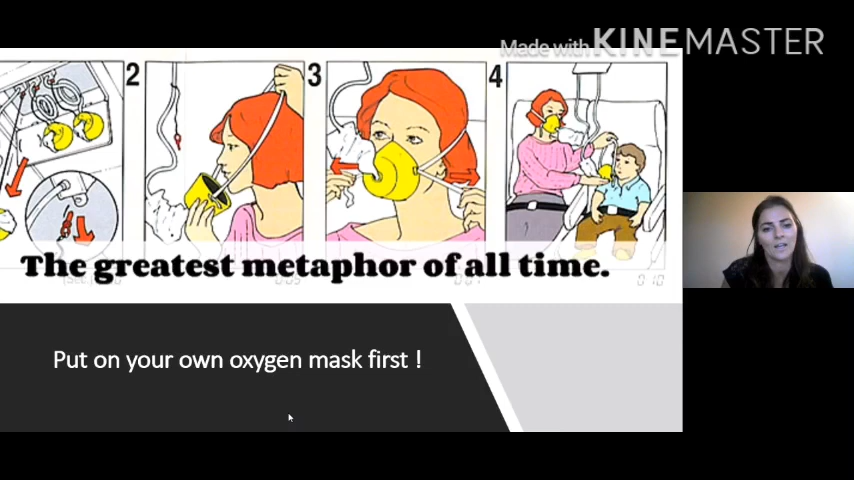 Made with KINEMASTER
2
3
4
The greatest metaphor of all time.
Put on your own oxygen mask first !